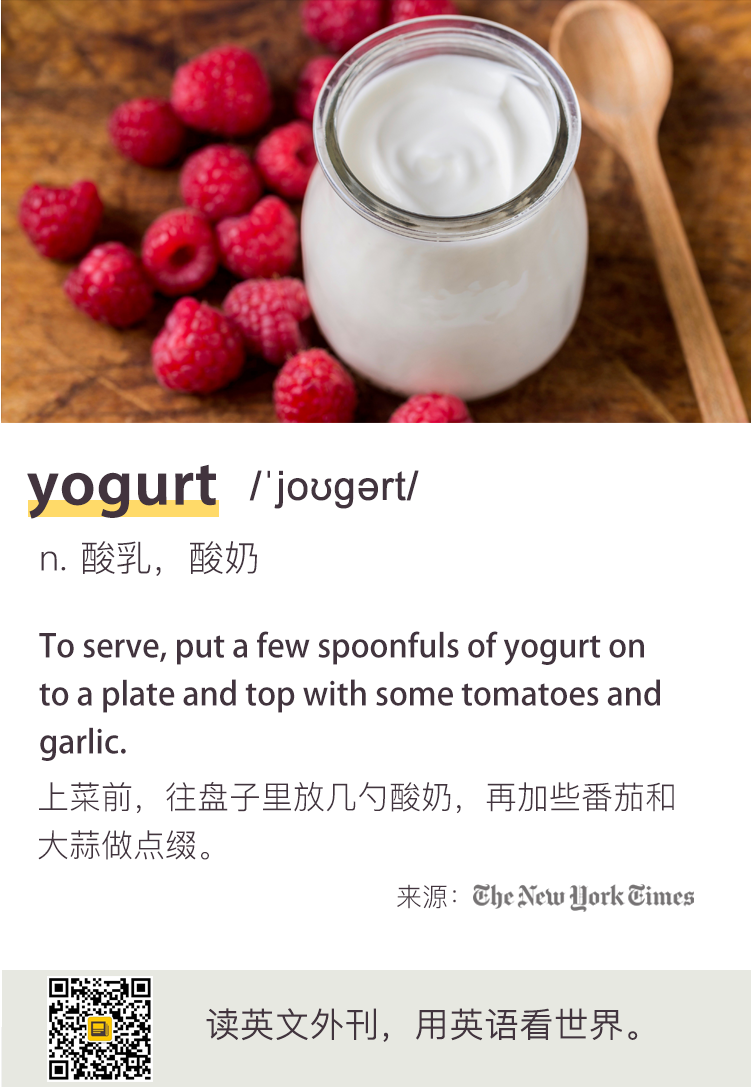 yogurt /ˈjoʊgərt/
n. 酸乳，酸奶
To serve, put a few spoonfuls of yogurt on
to a plate and top with some tomatoes and
garlic.
上菜前，往盘子里放几勺酸奶，再加些番茄和
大蒜做点缀。
来源：The New York Times
读英文外刊，用英语看世界。